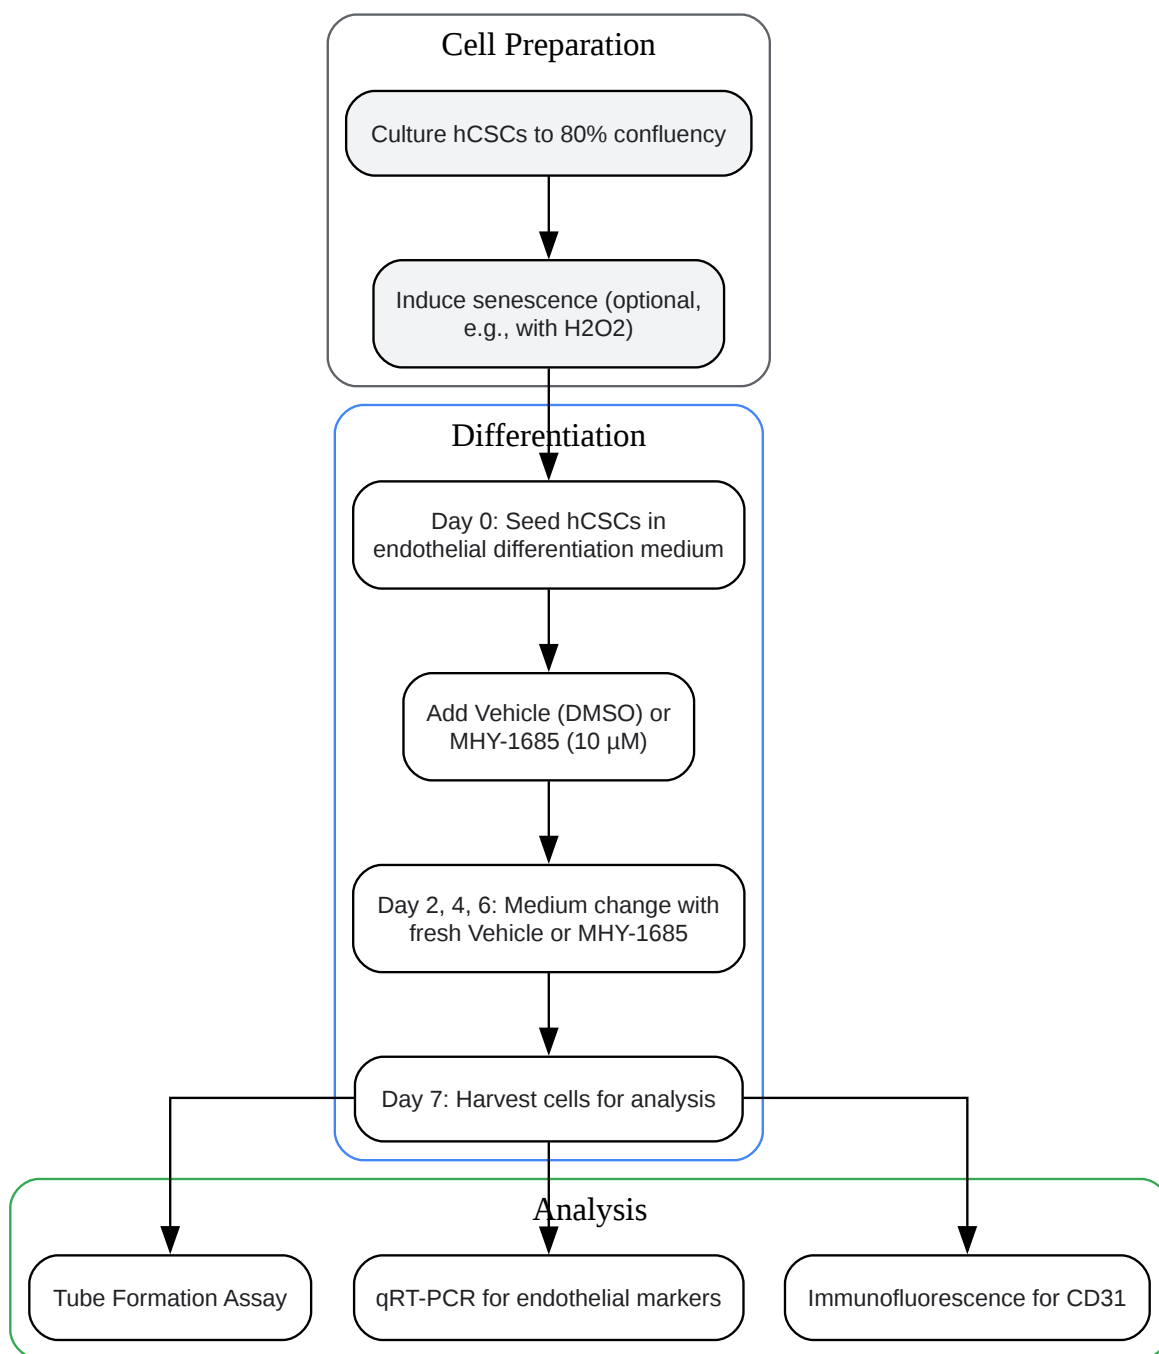 Cell Preparation
Culture hCSCs to 80% confluency
Induce senescence (optional,
e.g., with H2O2)
Differentiation
Day 0: Seed hCSCs in
endothelial differentiation medium
Add Vehicle (DMSO) or
MHY-1685 (10 µM)
Day 2, 4, 6: Medium change with
fresh Vehicle or MHY-1685
Day 7: Harvest cells for analysis
Analysis
Tube Formation Assay
qRT-PCR for endothelial markers
Immunofluorescence for CD31